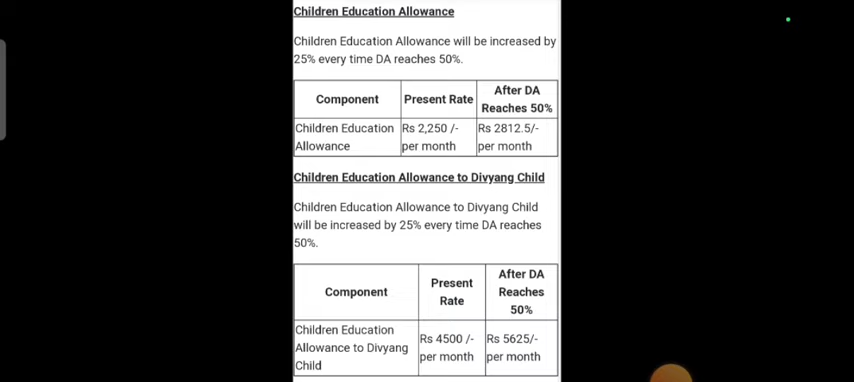 Children Education Allowance
Children Education Allowance will be increased by
25% every time DA reaches 50%.
Component Present Rate After DA Reaches 50%
Children Education Allowance Rs 2,250 /- per month Rs 2812.5/- per month
Children Education Allowance to Divyang Child
Children Education Allowance to Divyang Child
will be increased by 25% every time DA reaches
50%.
Component Present Rate After DA Reaches 50%
Children Education Allowance to Divyang Child Rs 4500 /- per month Rs 5625/- per month